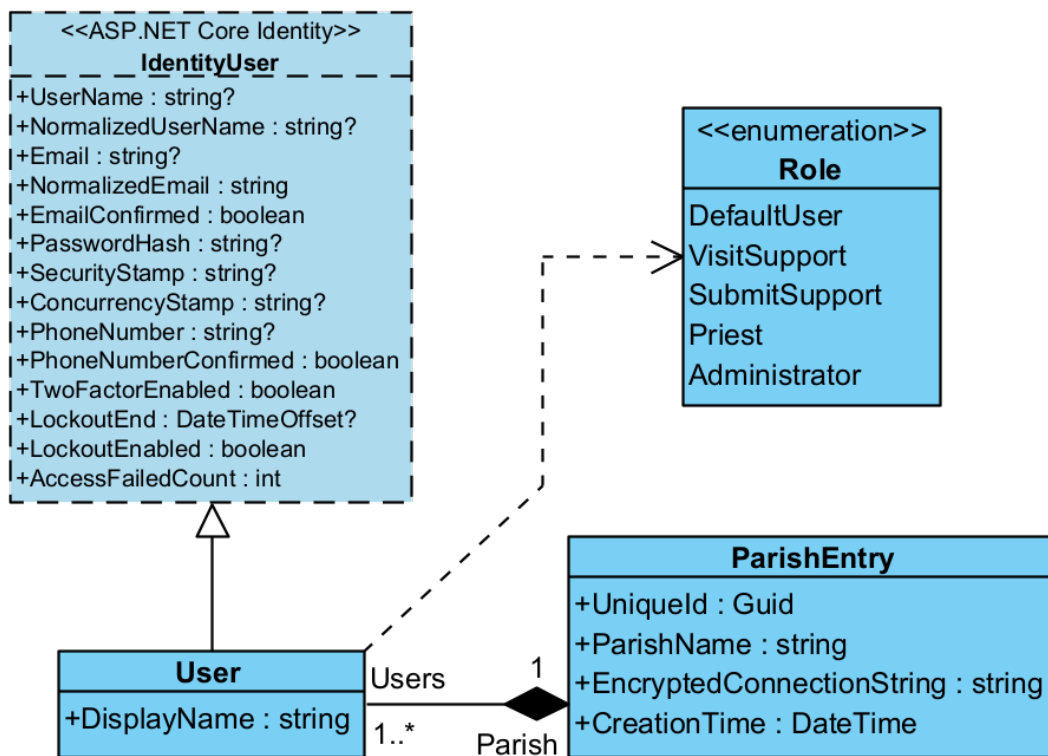 <<ASP.NET Core Identity>>
IdentityUser
+UserName : string?
+NormalizedUserName : string?
+Email : string?
+NormalizedEmail : string
+EmailConfirmed : boolean
+PasswordHash : string?
+SecurityStamp : string?
+ConcurrencyStamp : string?
+PhoneNumber : string?
+PhoneNumberConfirmed : boolean
+TwoFactorEnabled : boolean
+LockoutEnd : DateTimeOffset?
+LockoutEnabled : boolean
+AccessFailedCount : int
<<enumeration>>
Role
DefaultUser
VisitSupport
SubmitSupport
Priest
Administrator
User
+DisplayName : string
Users
1..*
1
Parish
ParishEntry
+UniqueId : Guid
+ParishName : string
+EncryptedConnectionString : string
+CreationTime : DateTime